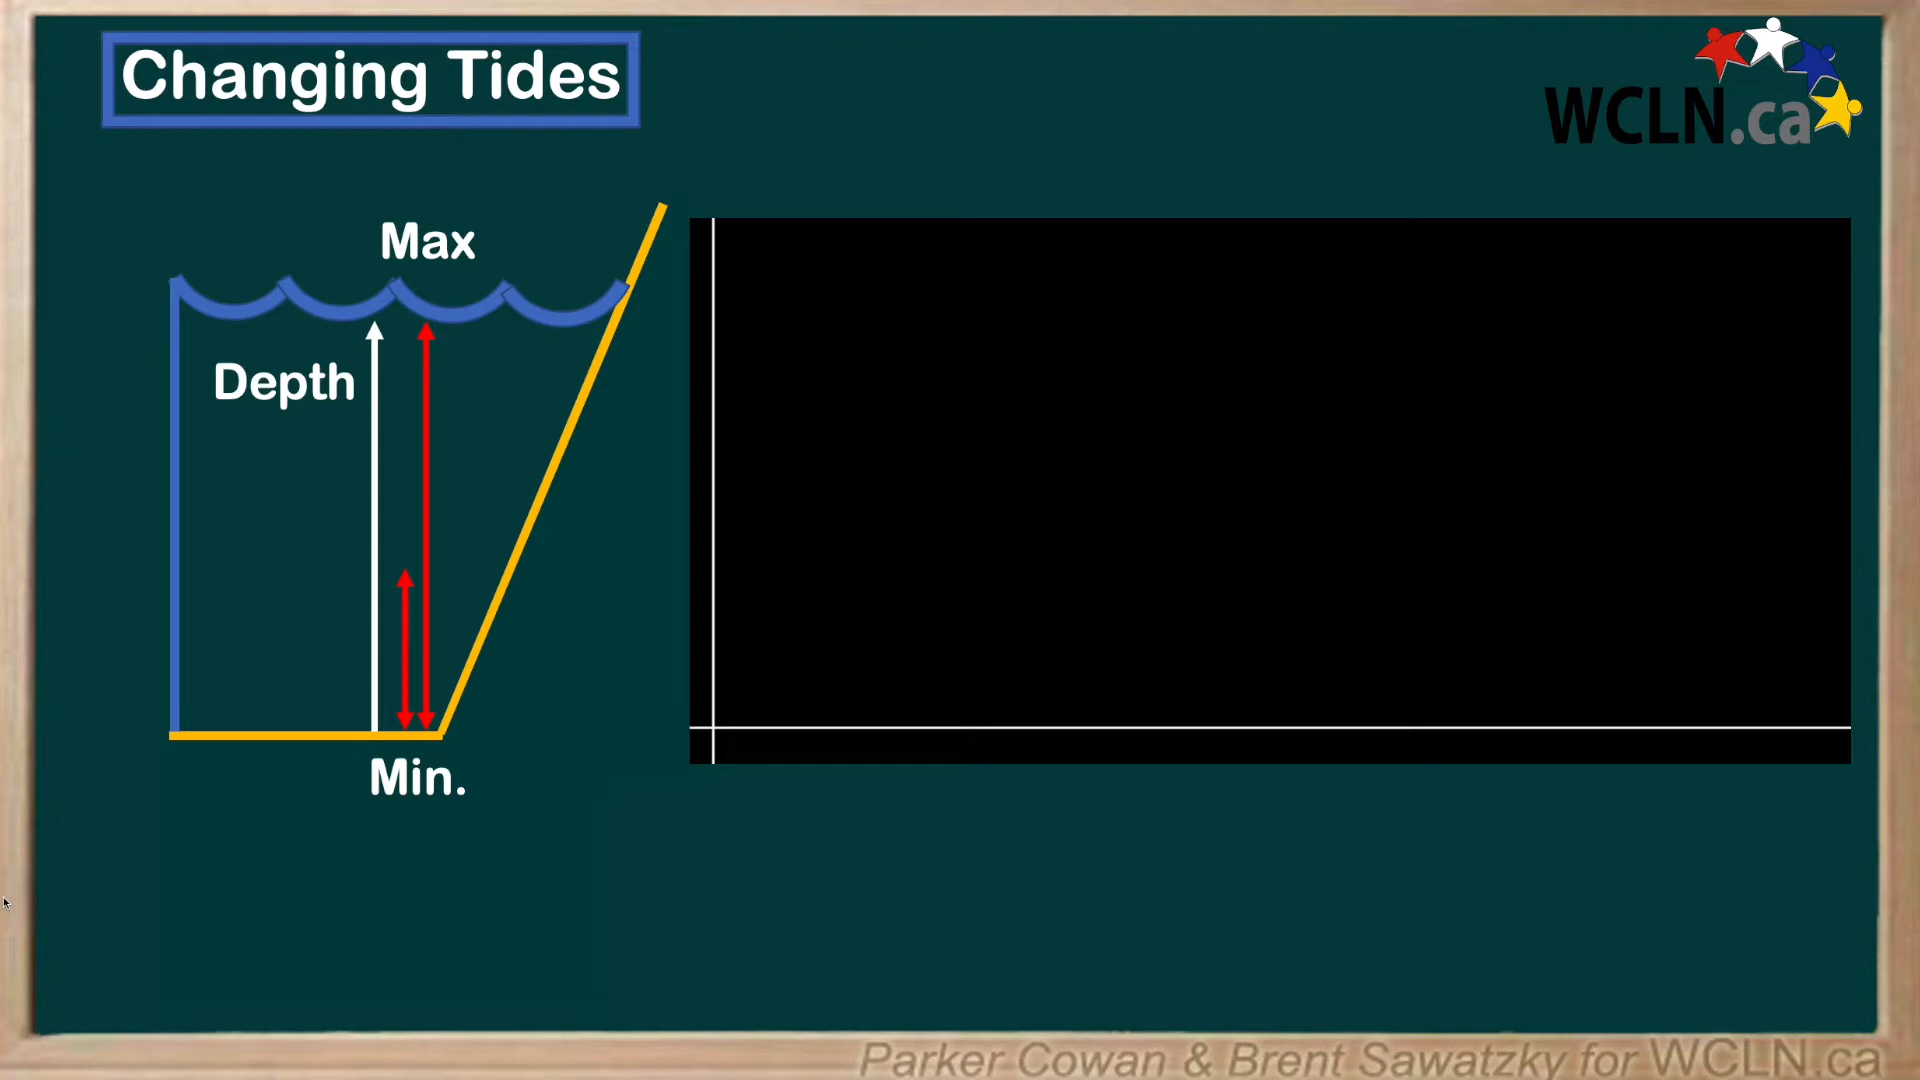 Changing Tides
WCLN.ca
Max
Depth
Min.
Parker Cowan & Brent Sawatzky for WCLN.ca